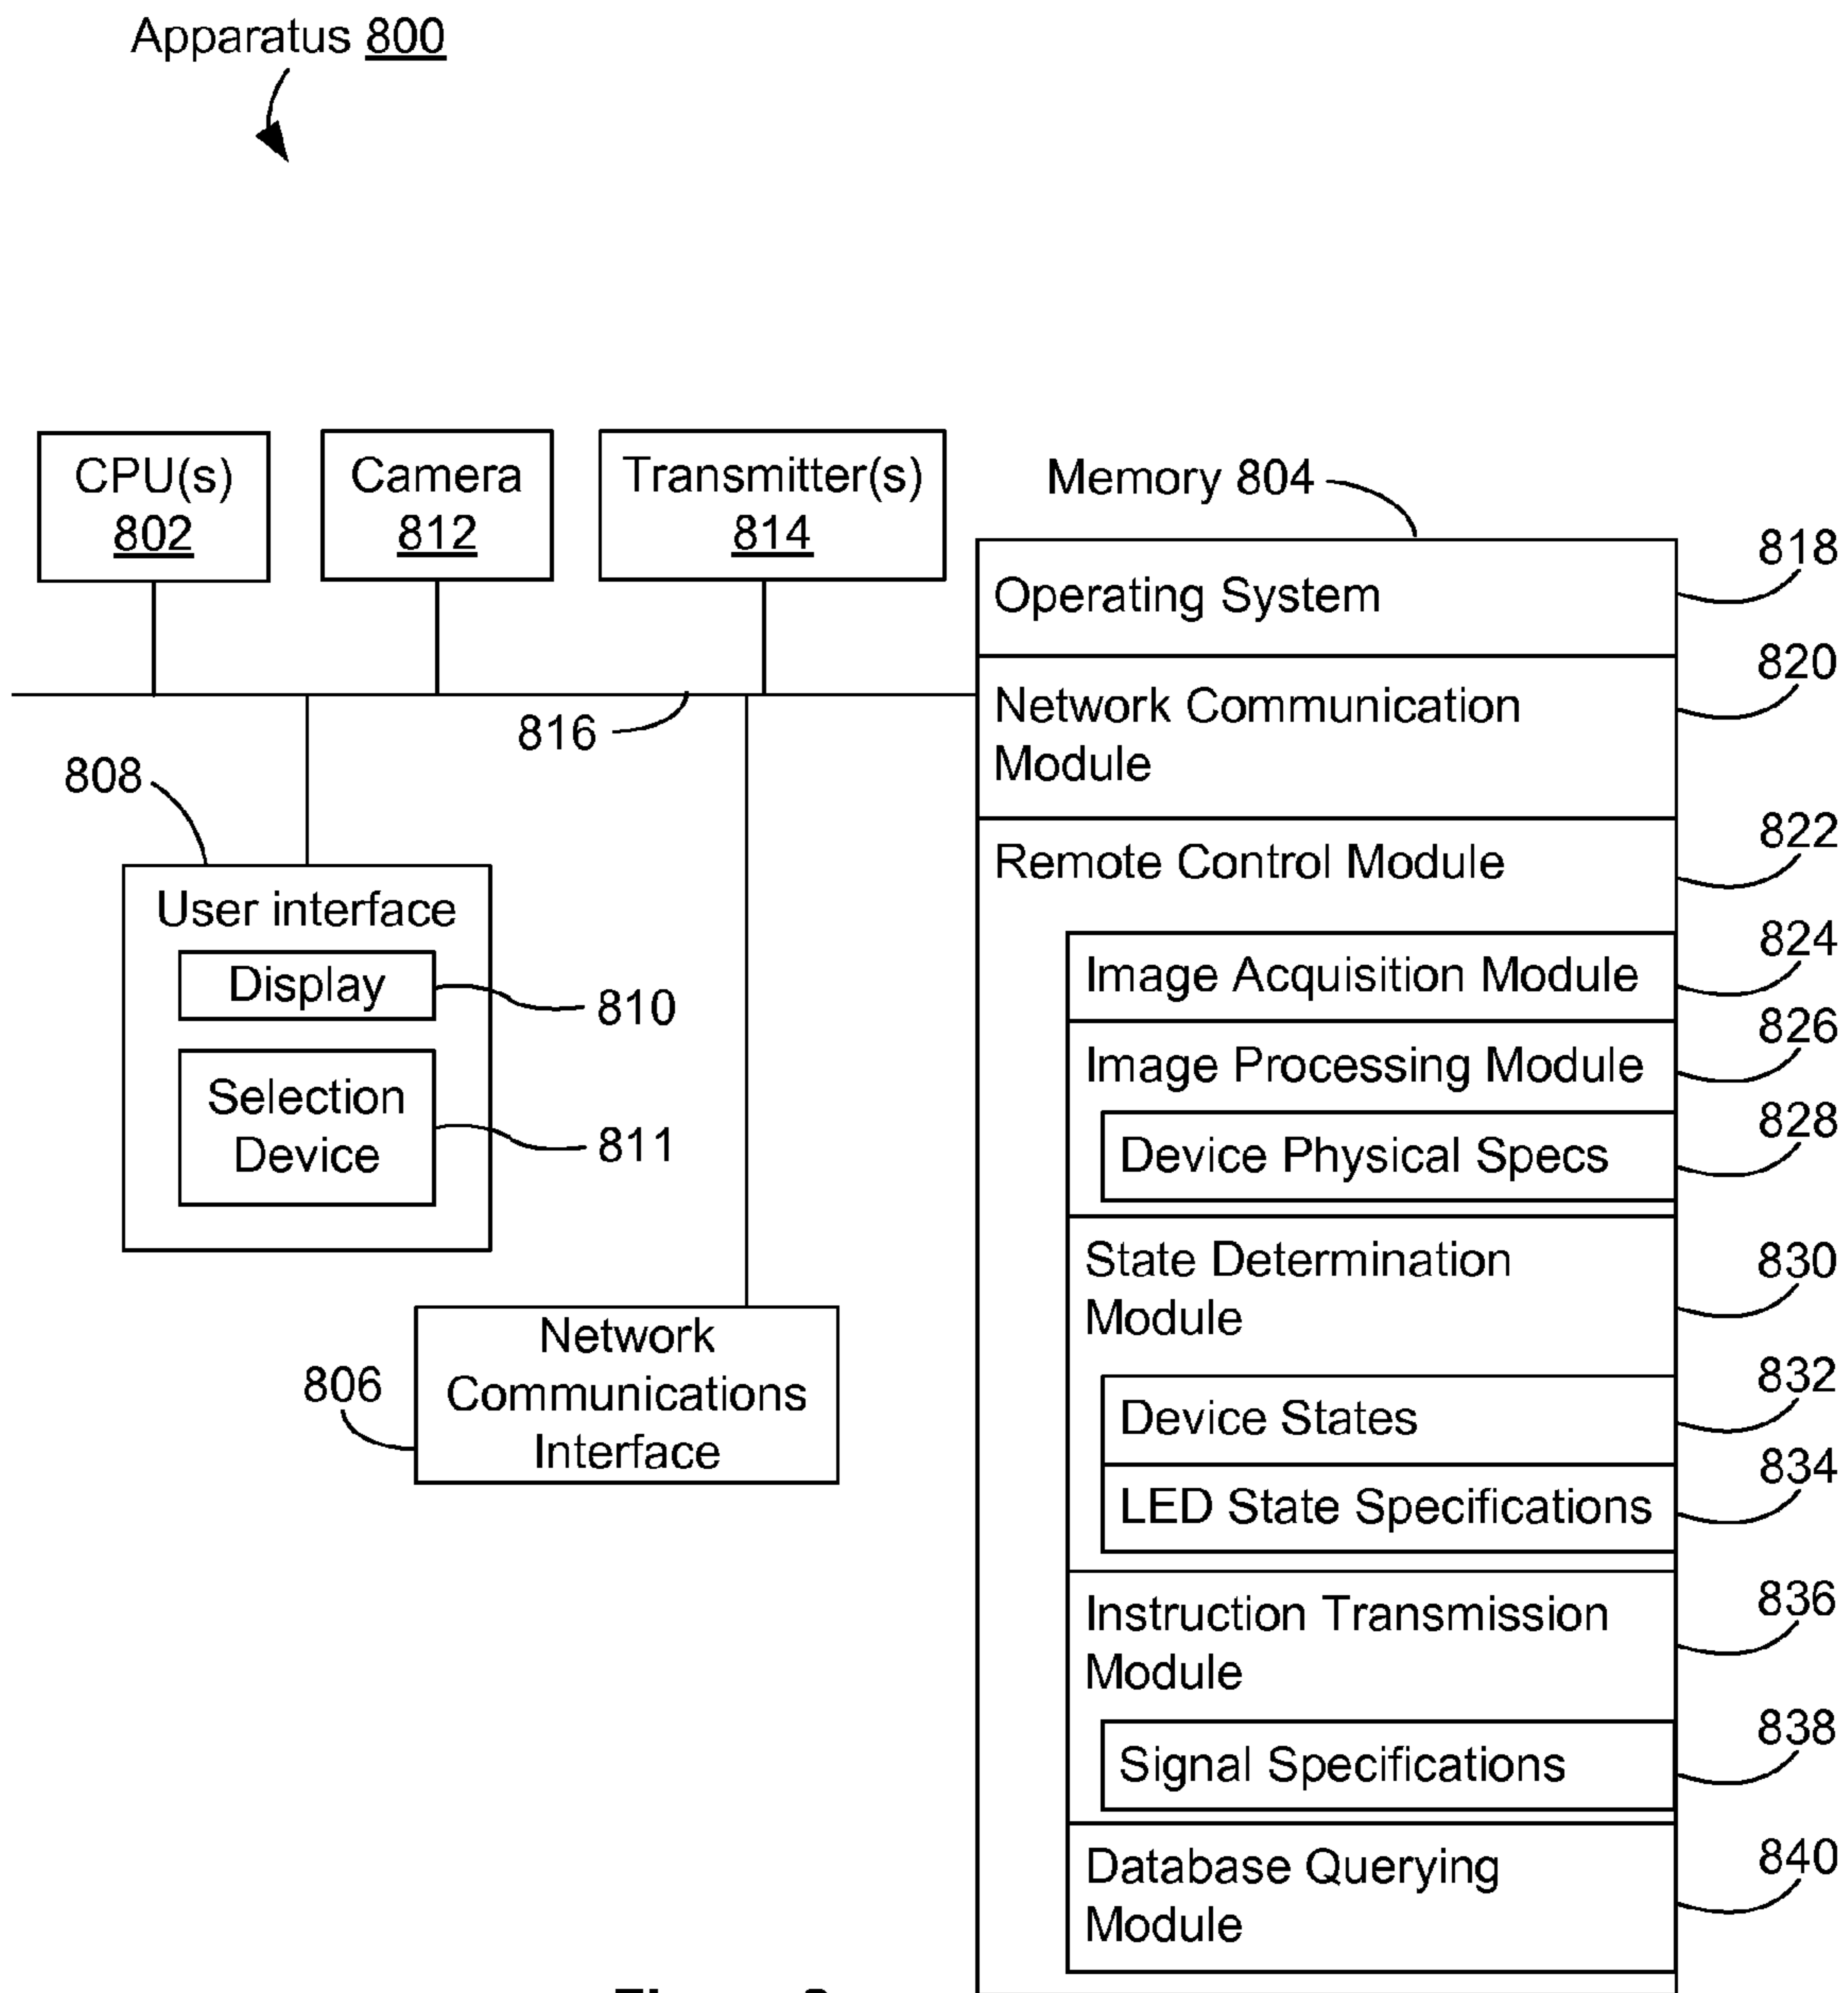 Apparatus 800
CPU(s)
802
Camera
812
Transmitter(s)
814
Memory 804
816
808
User interface
Display
810
Selection
Device
811
Network
Communications
Interface
806
Operating System
818
Network Communication
Module
820
Remote Control Module
822
Image Acquisition Module
824
Image Processing Module
826
Device Physical Specs
828
State Determination
Module
830
Device States
832
LED State Specifications
834
Instruction Transmission
Module
836
Signal Specifications
838
Database Querying
Module
840